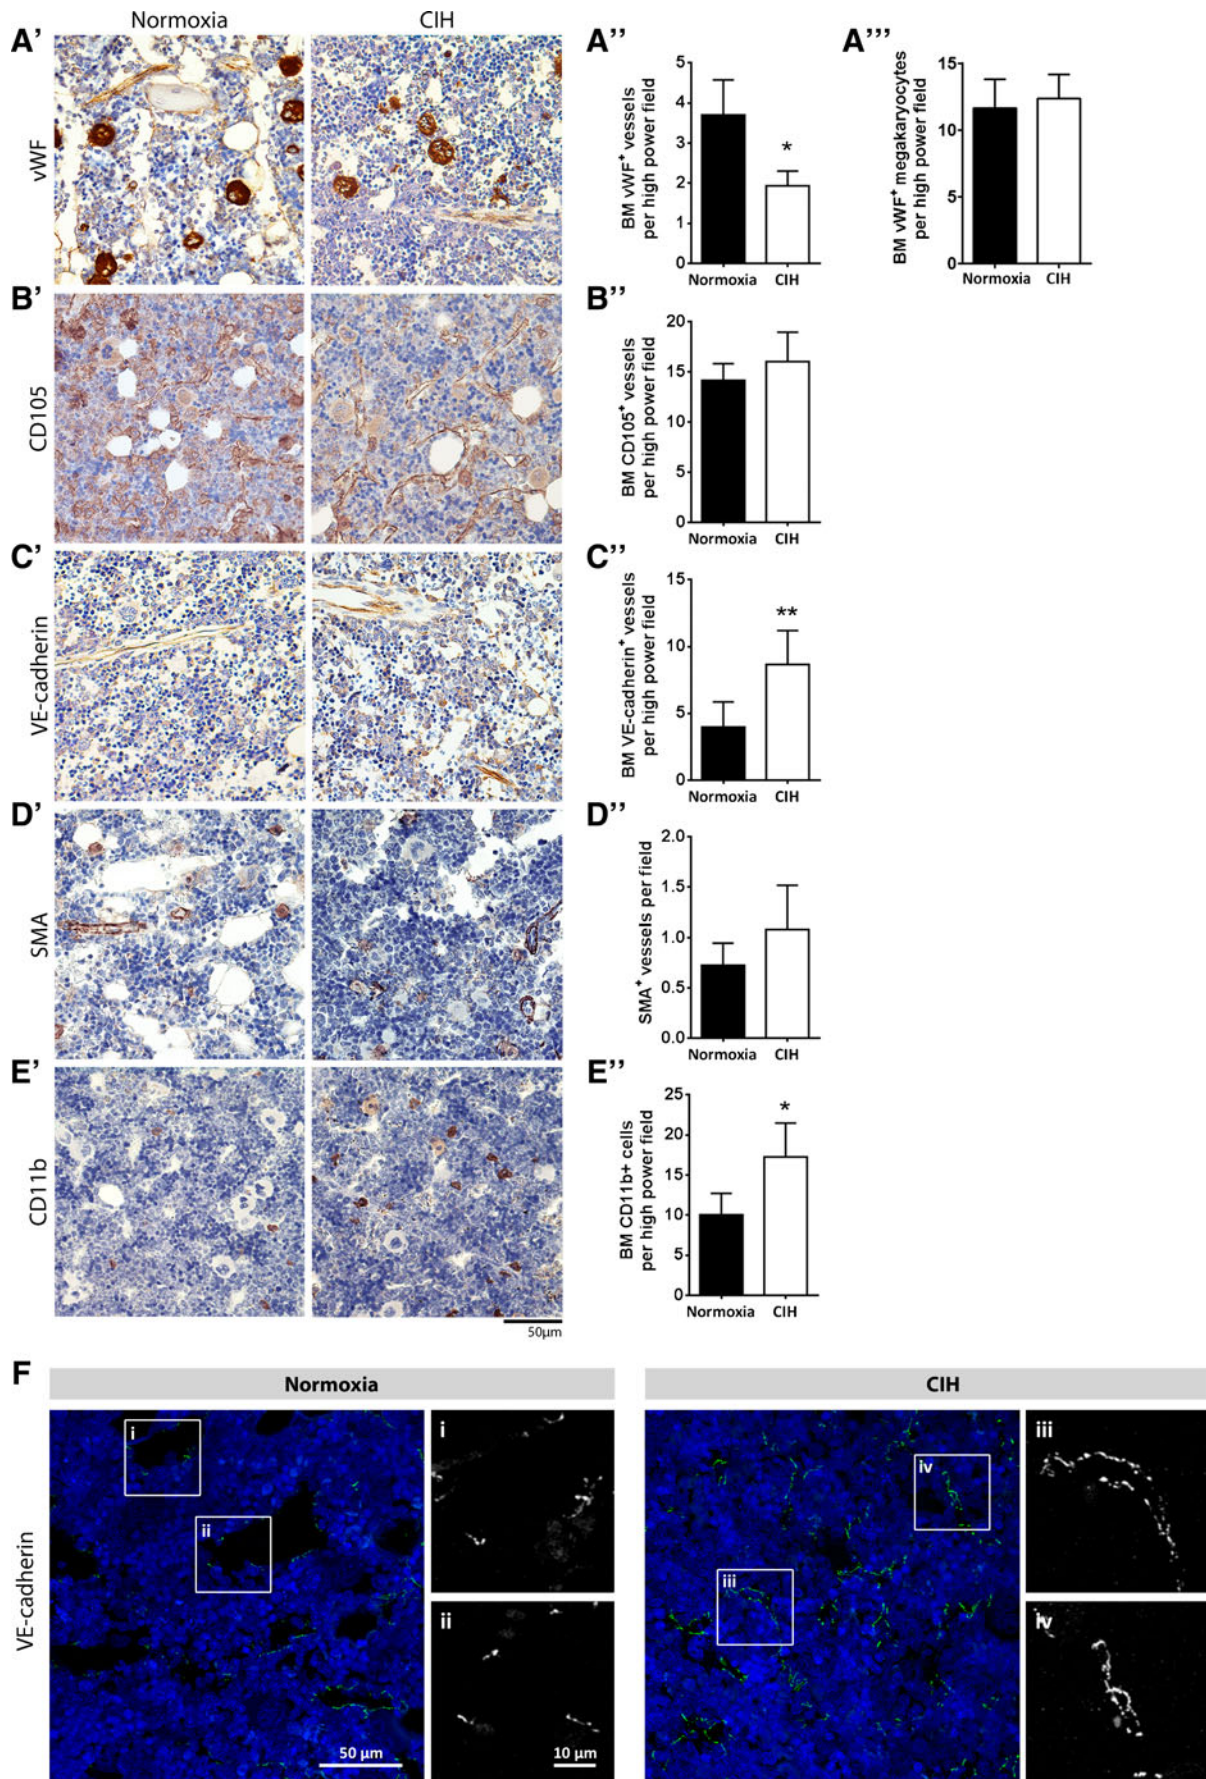 Normoxia CIH
A' A'' A'''
vWF
BM vWF+ vessels
per high power field
5
4
3
2
1
0
*
Normoxia CIH
BM vWF+ megakaryocytes
per high power field
15
10
5
0
Normoxia CIH
B' B''
CD105
BM CD105+ vessels
per high power field
20
15
10
5
0
Normoxia CIH
C' C''
VE-cadherin
BM VE-cadherin+ vessels
per high power field
15
10
5
0
**
Normoxia CIH
D' D''
SMA
SMA+ vessels per field
2.0
1.5
1.0
0.5
0.0
Normoxia CIH
E' E''
CD11b
BM CD11b+ cells
per high power field
25
20
15
10
5
0
*
Normoxia CIH
50µm
F
Normoxia CIH
VE-cadherin
i
ii
50 µm
i
ii
10 µm
iv
iii
iii
iv